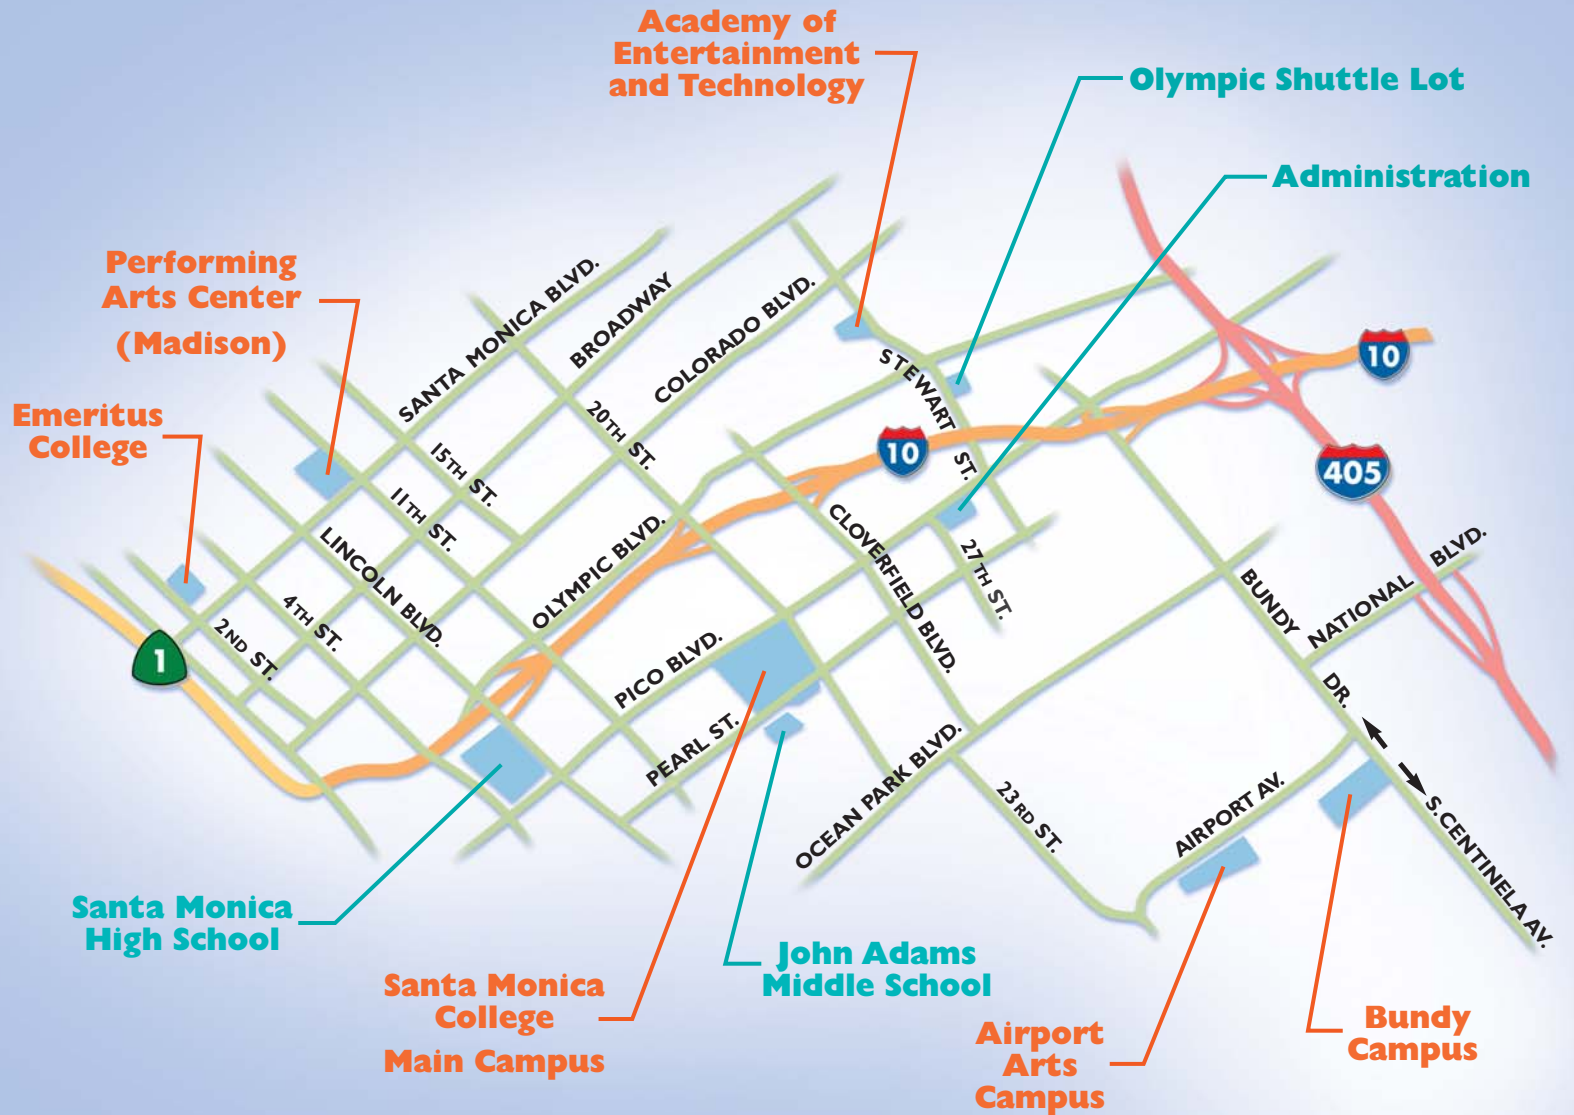 Academy of
Entertainment
and Technology
Olympic Shuttle Lot
Administration
Performing
Arts Center
(Madison)
Emeritus
College
SANTA MONICA BLVD.
BROADWAY
COLORADO BLVD.
STEWART ST.
20TH ST.
15TH ST.
11TH ST.
LINCOLN BLVD.
4TH ST.
2ND ST.
OLYMPIC BLVD.
CLOVERFIELD BLVD.
27TH ST.
PICO BLVD.
PEARL ST.
OCEAN PARK BLVD.
23RD ST.
BUNDY DR.
NATIONAL BLVD.
AIRPORT AV.
S.CENTINELA AV.
10
10
405
1
Santa Monica
High School
Santa Monica
College
Main Campus
John Adams
Middle School
Airport
Arts
Campus
Bundy
Campus